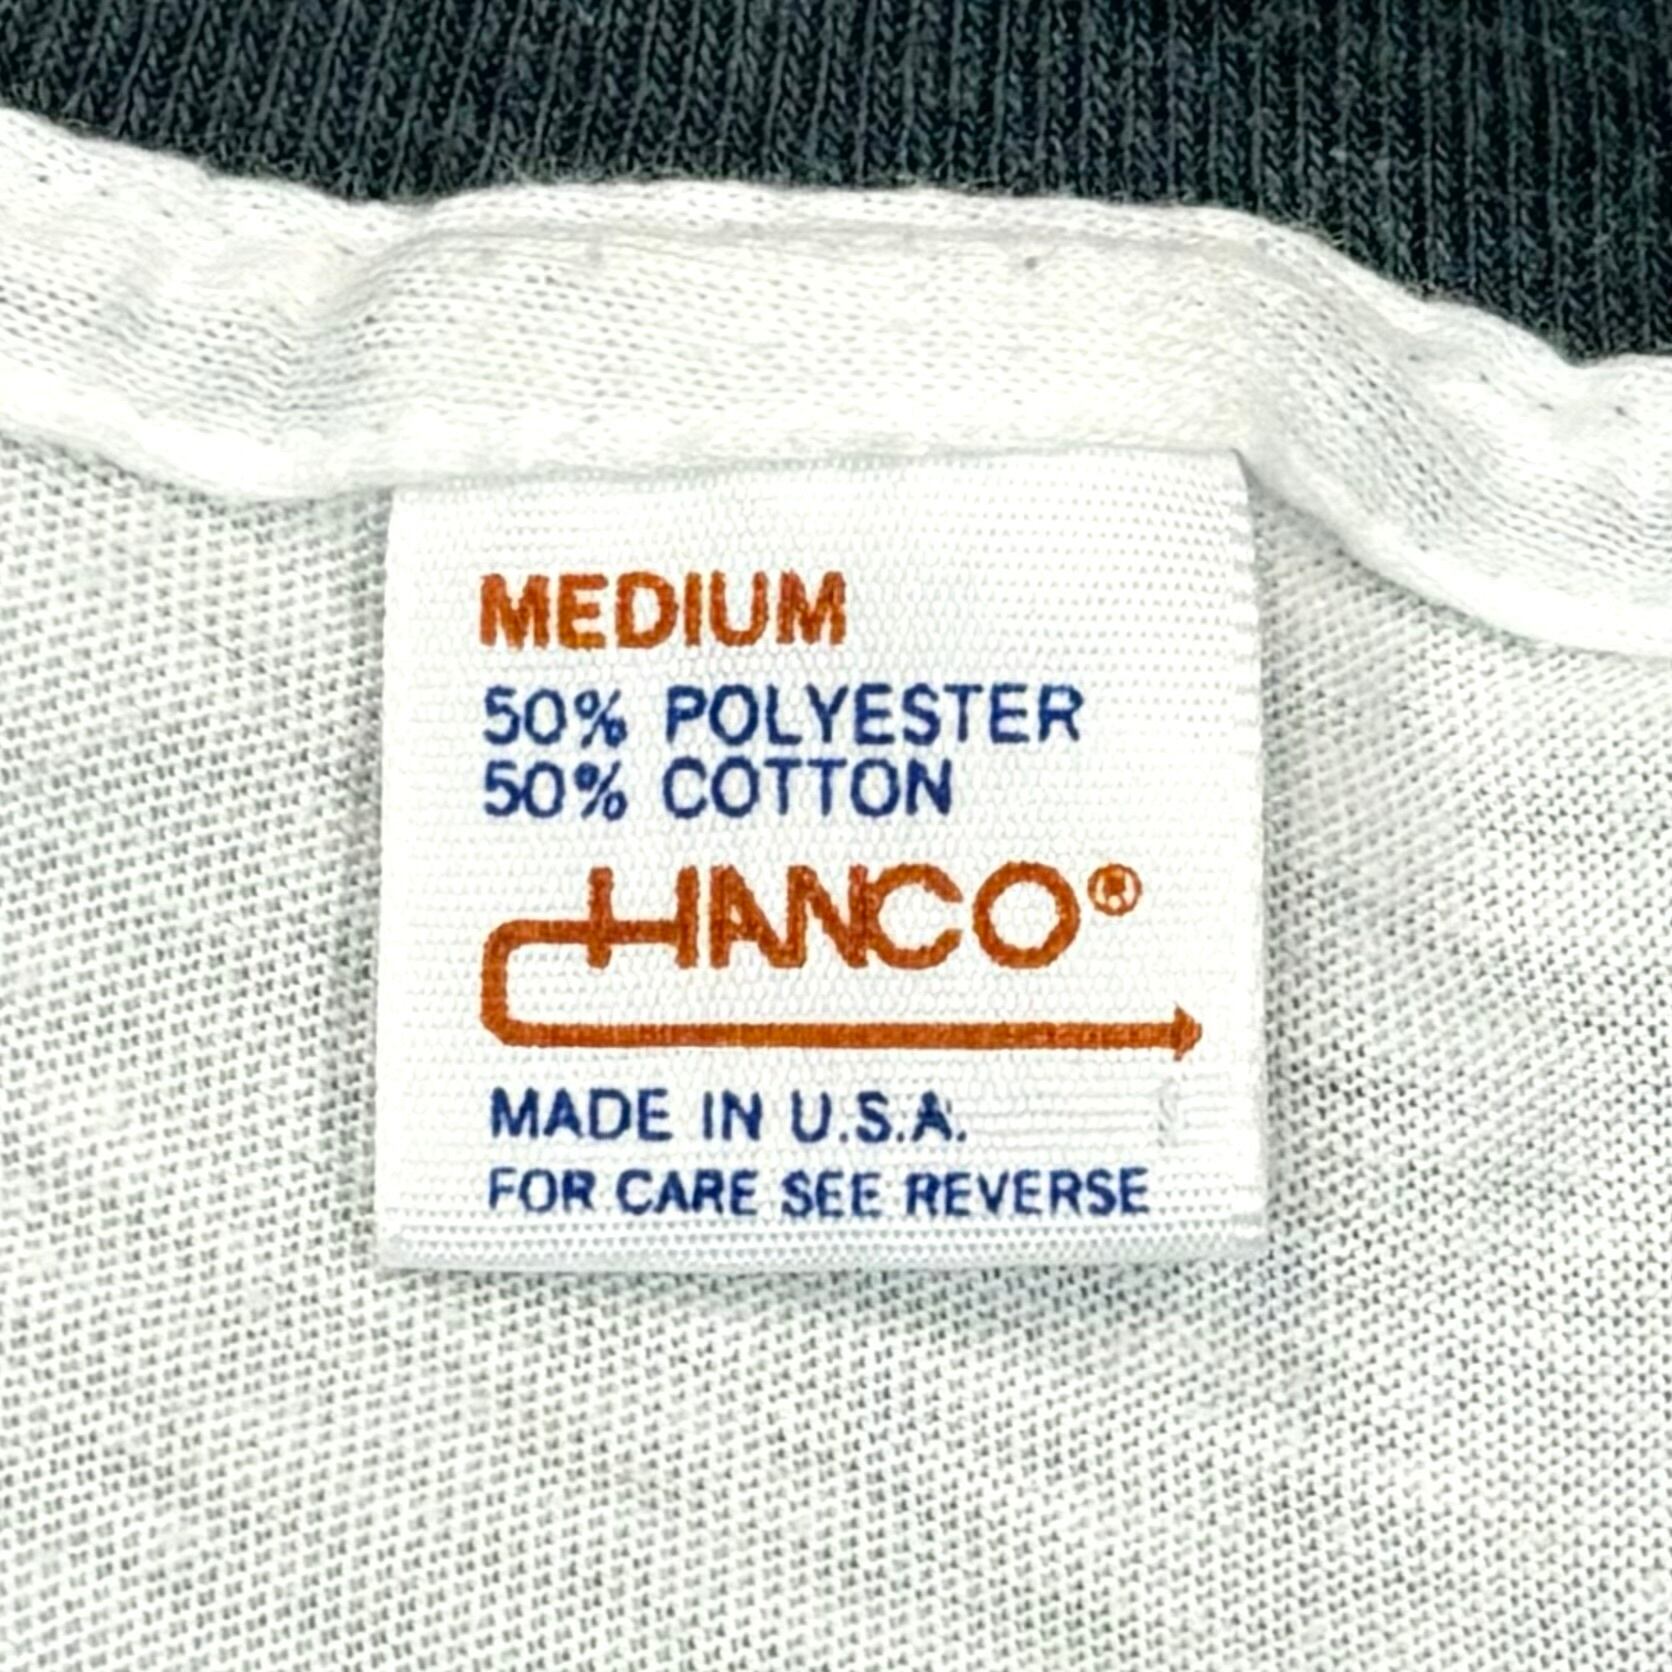 MEDIUM
50% POLYESTER
50% COTTON
HANCO®
MADE IN U.S.A.
FOR CARE SEE REVERSE